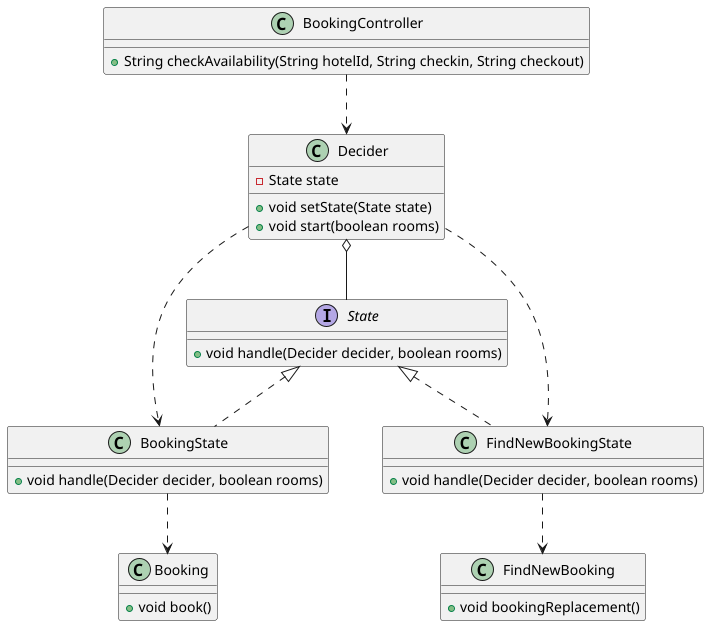 C BookingController
String checkAvailability(String hotelId, String checkin, String checkout)
C Decider
State state
void setState(State state)
void start(boolean rooms)
I State
void handle(Decider decider, boolean rooms)
C BookingState
void handle(Decider decider, boolean rooms)
C FindNewBookingState
void handle(Decider decider, boolean rooms)
C Booking
void book()
C FindNewBooking
void bookingReplacement()